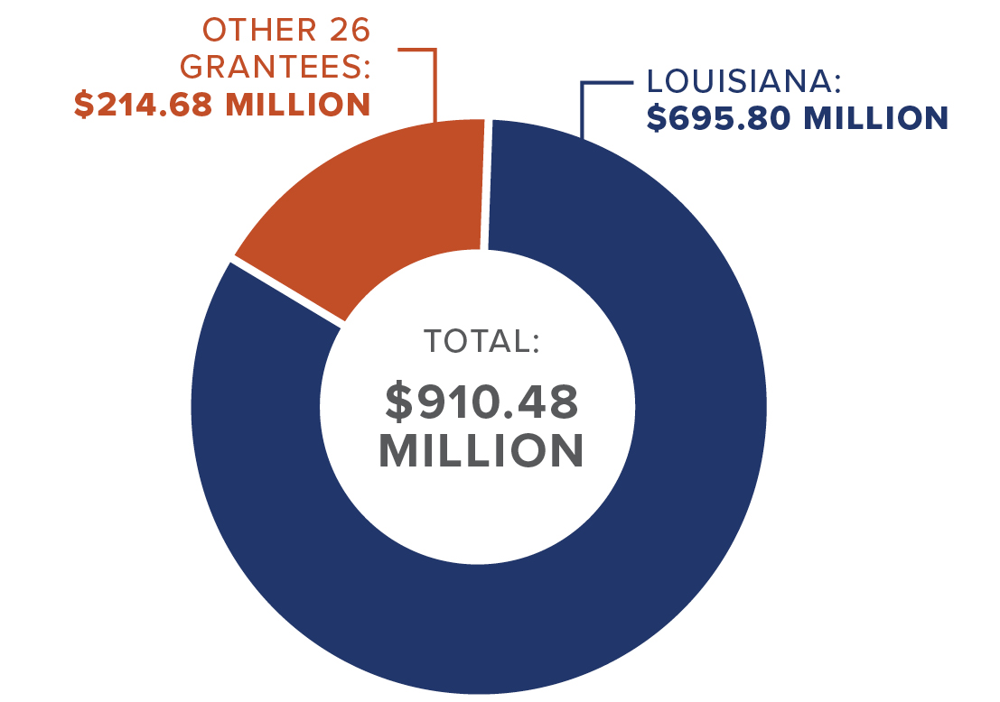 OTHER 26
GRANTEES:
$214.68 MILLION
LOUISIANA:
$695.80 MILLION
TOTAL:
$910.48
MILLION